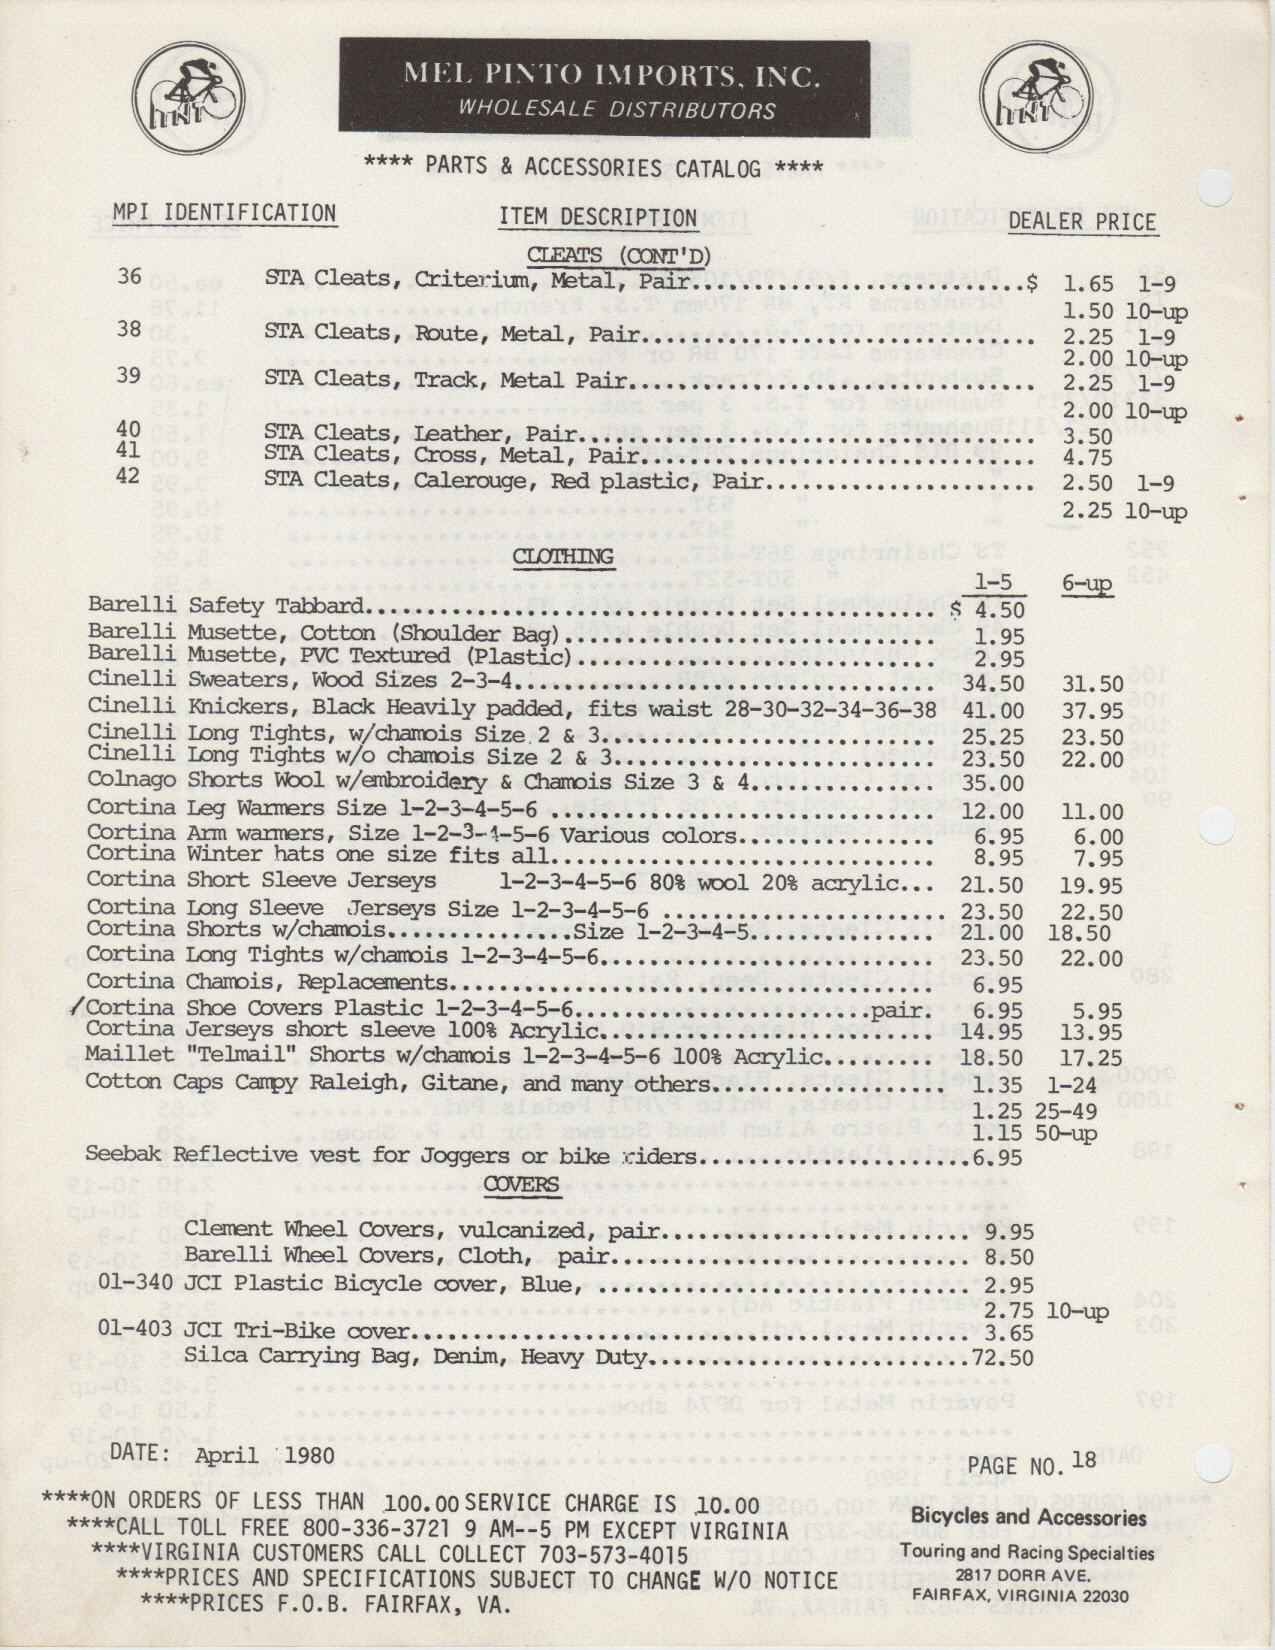 MEL PINTO IMPORTS, INC.
WHOLESALE DISTRIBUTORS
**** PARTS & ACCESSORIES CATALOG ****
MPI IDENTIFICATION ITEM DESCRIPTION DEALER PRICE
CLEATS (CONT'D)
36 STA Cleats, Criterium, Metal, Pair...........................$ 1.65 1-9
1.50 10-up
38 STA Cleats, Route, Metal, Pair................................ 2.25 1-9
2.00 10-up
39 STA Cleats, Track, Metal Pair................................. 2.25 1-9
2.00 10-up
40 STA Cleats, Leather, Pair..................................... 3.50
41 STA Cleats, Cross, Metal, Pair................................ 4.75
42 STA Cleats, Calerouge, Red plastic, Pair...................... 2.50 1-9
2.25 10-up
CLOTHING
1-5 6-up
Barelli Safety Tabbard............................................... $ 4.50
Barelli Musette, Cotton (Shoulder Bag).............................. 1.95
Barelli Musette, PVC Textured (Plastic)............................. 2.95
Cinelli Sweaters, Wood Sizes 2-3-4.................................. 34.50 31.50
Cinelli Knickers, Black Heavily padded, fits waist 28-30-32-34-36-38 41.00 37.95
Cinelli Long Tights, w/chamois Size 2 & 3........................... 25.25 23.50
Cinelli Long Tights w/o chamois Size 2 & 3.......................... 23.50 22.00
Colnago Shorts Wool w/embroidery & Chamois Size 3 & 4............... 35.00
Cortina Leg Warmers Size 1-2-3-4-5-6 ............................... 12.00 11.00
Cortina Arm warmers, Size 1-2-3-4-5-6 Various colors................ 6.95 6.00
Cortina Winter hats one size fits all............................... 8.95 7.95
Cortina Short Sleeve Jerseys 1-2-3-4-5-6 80% wool 20% acrylic... 21.50 19.95
Cortina Long Sleeve Jerseys Size 1-2-3-4-5-6 ....................... 23.50 22.50
Cortina Shorts w/chamois...............Size 1-2-3-4-5............... 21.00 18.50
Cortina Long Tights w/chamois 1-2-3-4-5-6........................... 23.50 22.00
Cortina Chamois, Replacements....................................... 6.95
/Cortina Shoe Covers Plastic 1-2-3-4-5-6........................pair. 6.95 5.95
Cortina Jerseys short sleeve 100% Acrylic........................... 14.95 13.95
Maillet "Telmail" Shorts w/chamois 1-2-3-4-5-6 100% Acrylic......... 18.50 17.25
Cotton Caps Campy Raleigh, Gitane, and many others................... 1.35 1-24
1.25 25-49
1.15 50-up
Seebak Reflective vest for Joggers or bike riders......................6.95
COVERS
Clement Wheel Covers, vulcanized, pair......................... 9.95
Barelli Wheel Covers, Cloth, pair............................. 8.50
01-340 JCI Plastic Bicycle cover, Blue, .............................. 2.95
2.75 10-up
01-403 JCI Tri-Bike cover............................................. 3.65
Silca Carrying Bag, Denim, Heavy Duty..........................72.50
DATE: April 1980 PAGE NO. 18
****ON ORDERS OF LESS THAN 100.00 SERVICE CHARGE IS 10.00
****CALL TOLL FREE 800-336-3721 9 AM--5 PM EXCEPT VIRGINIA
****VIRGINIA CUSTOMERS CALL COLLECT 703-573-4015
****PRICES AND SPECIFICATIONS SUBJECT TO CHANGE W/O NOTICE
****PRICES F.O.B. FAIRFAX, VA.
Bicycles and Accessories
Touring and Racing Specialties
2817 DORR AVE.
FAIRFAX, VIRGINIA 22030